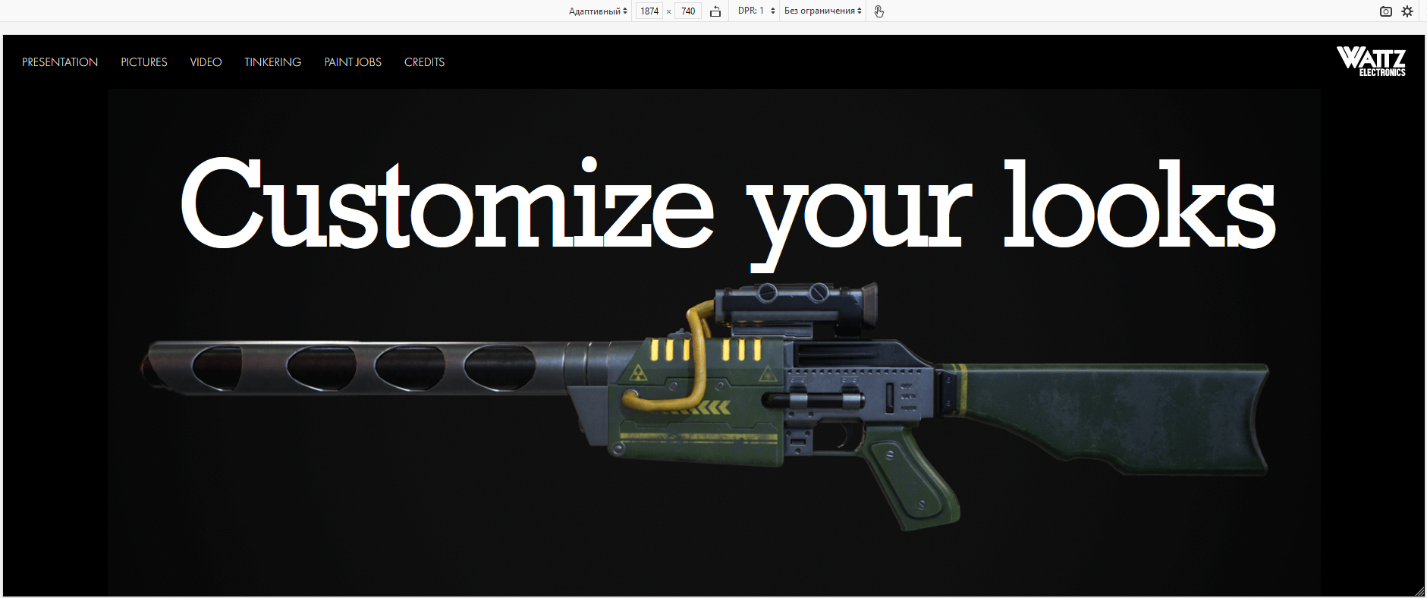 Адаптивный 1874 × 740 DPR: 1 Без ограничения
PRESENTATION PICTURES VIDEO TINKERING PAINT JOBS CREDITS
WATTZ
ELECTRONICS
Customize your looks